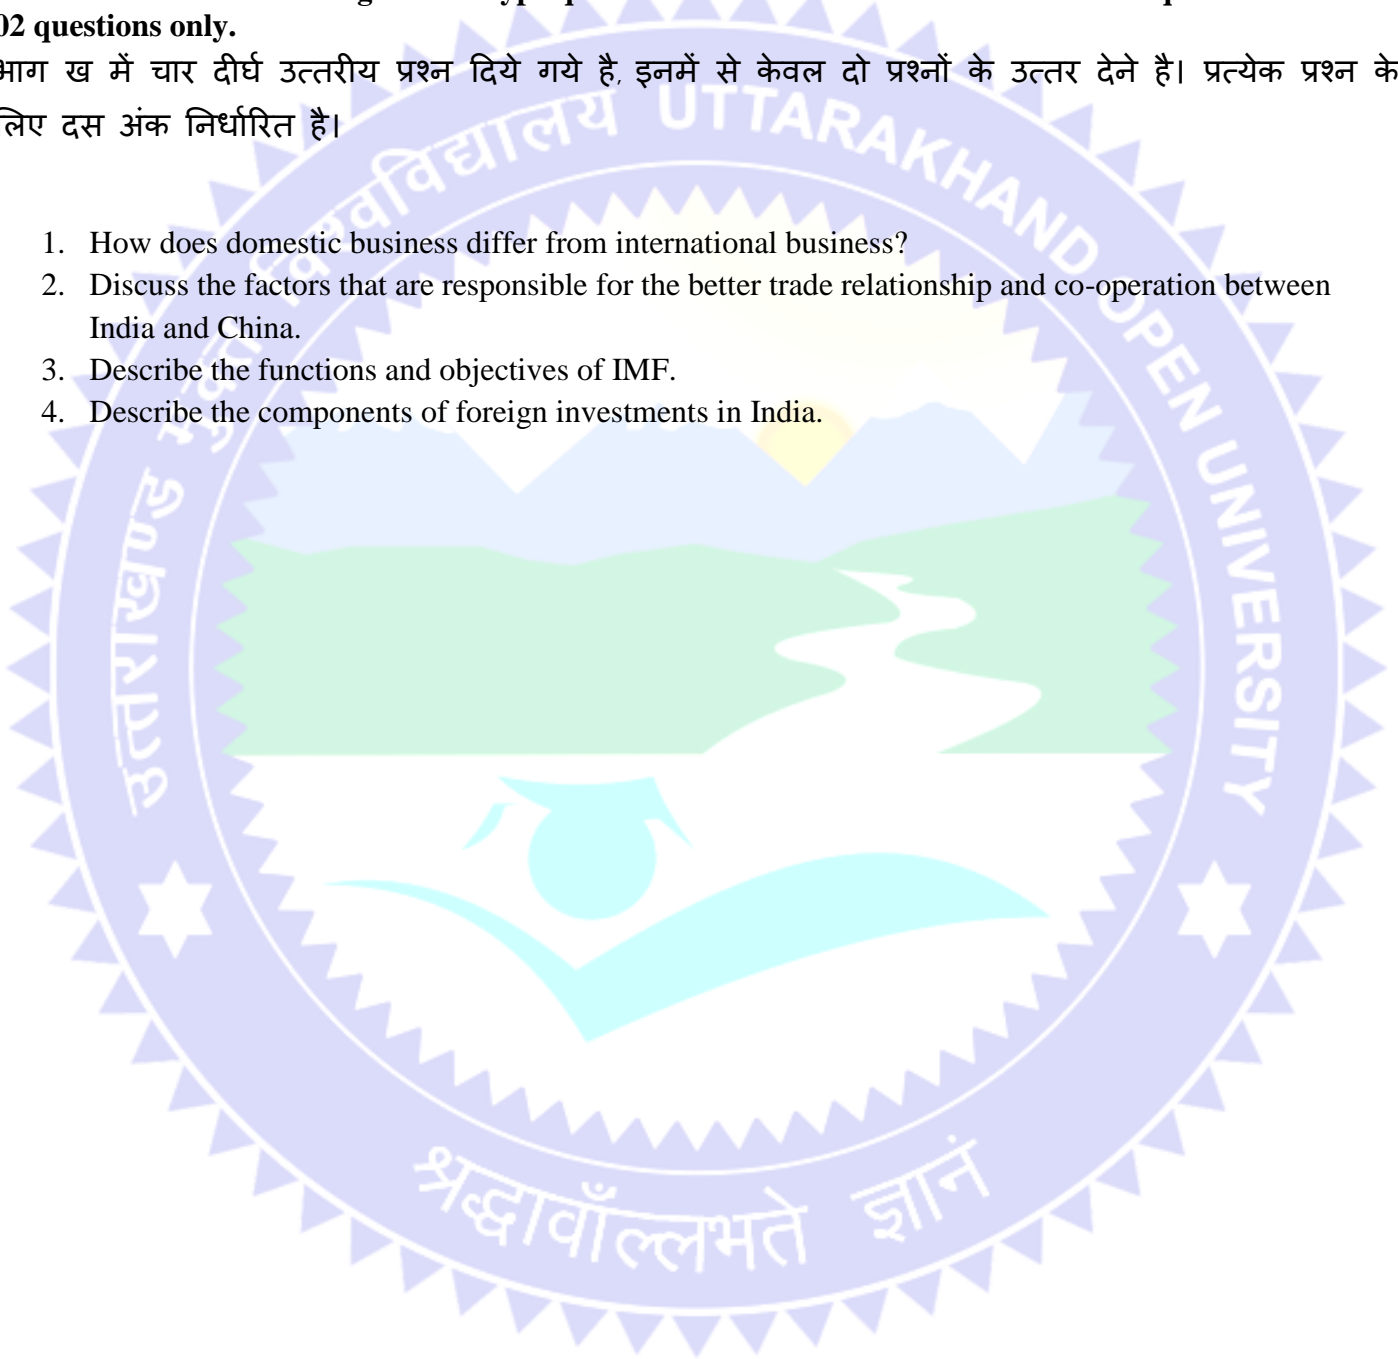 02 questions only.
भाग ख में चार दीर्घ उत्तरीय प्रश्न दिये गये है, इनमें से केवल दो प्रश्नों के उत्तर देने है। प्रत्येक प्रश्न के
लिए दस अंक निर्धारित है।
1. How does domestic business differ from international business?
2. Discuss the factors that are responsible for the better trade relationship and co-operation between
India and China.
3. Describe the functions and objectives of IMF.
4. Describe the components of foreign investments in India.
उत्तराखण्ड मुक्त विश्वविद्यालय UTTARAKHAND OPEN UNIVERSITY
श्रद्धावाँल्लभते ज्ञानं